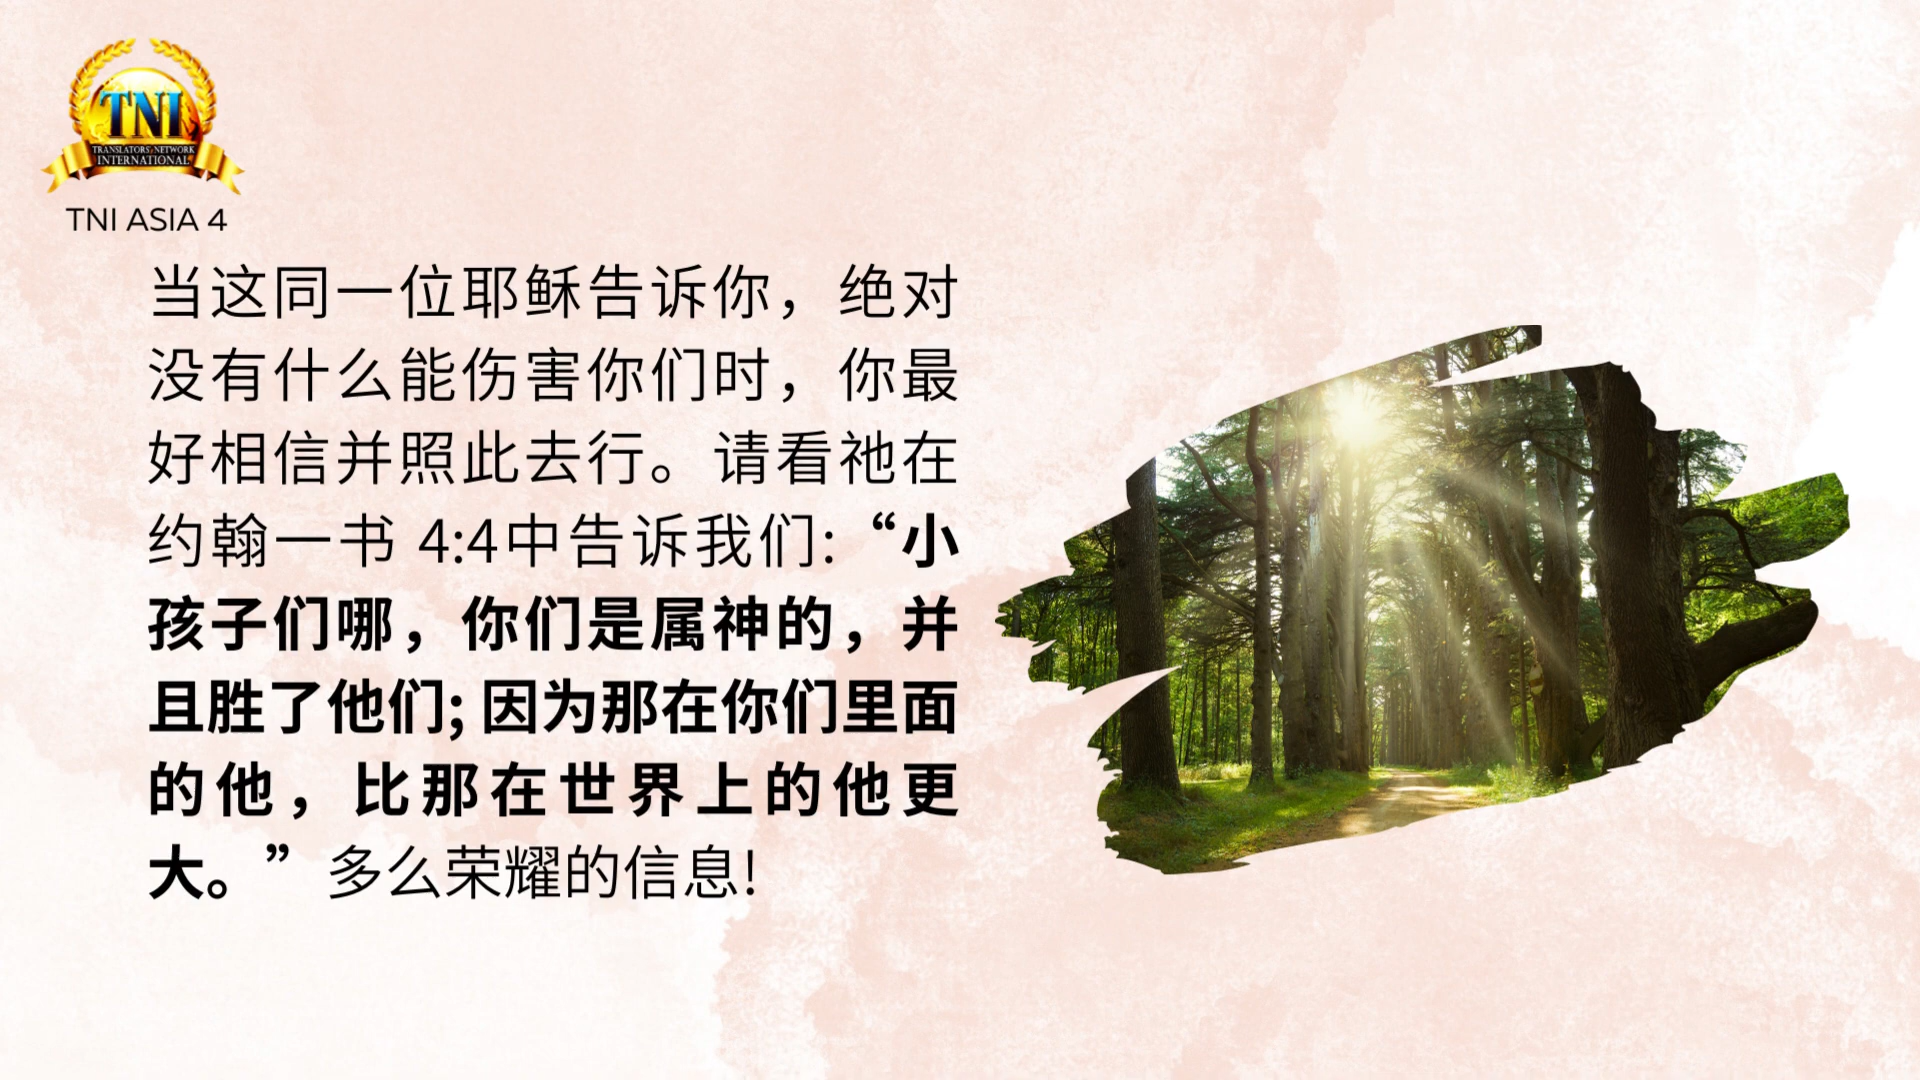 TNI
TRANSLATORS' NETWORK
INTERNATIONAL
TNI ASIA 4
当这同一位耶稣告诉你，绝对
没有什么能伤害你们时，你最
好相信并照此去行。请看祂在
约翰一书 4:4中告诉我们:“小
孩子们哪，你们是属神的，并
且胜了他们; 因为那在你们里面
的他，比那在世界上的他更
大。”多么荣耀的信息!